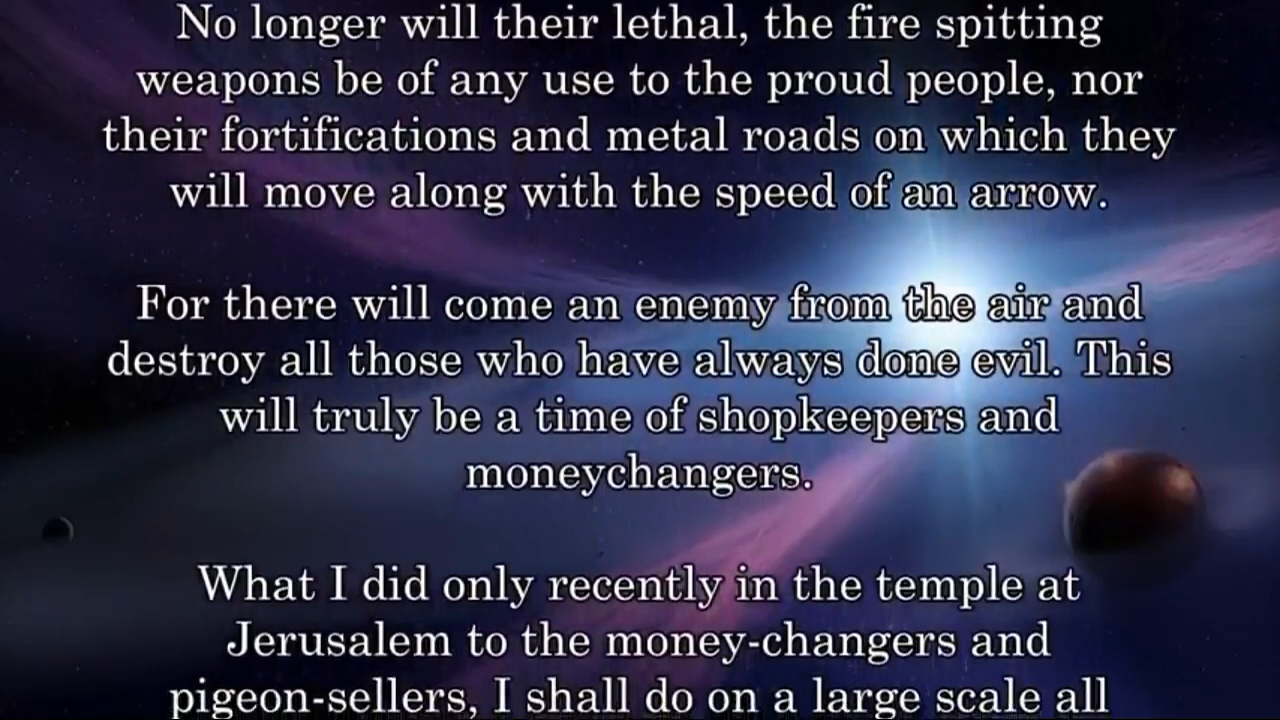 No longer will their lethal, the fire spitting
weapons be of any use to the proud people, nor
their fortifications and metal roads on which they
will move along with the speed of an arrow.
For there will come an enemy from the air and
destroy all those who have always done evil. This
will truly be a time of shopkeepers and
moneychangers.
What I did only recently in the temple at
Jerusalem to the money-changers and
pigeon-sellers, I shall do on a large scale all